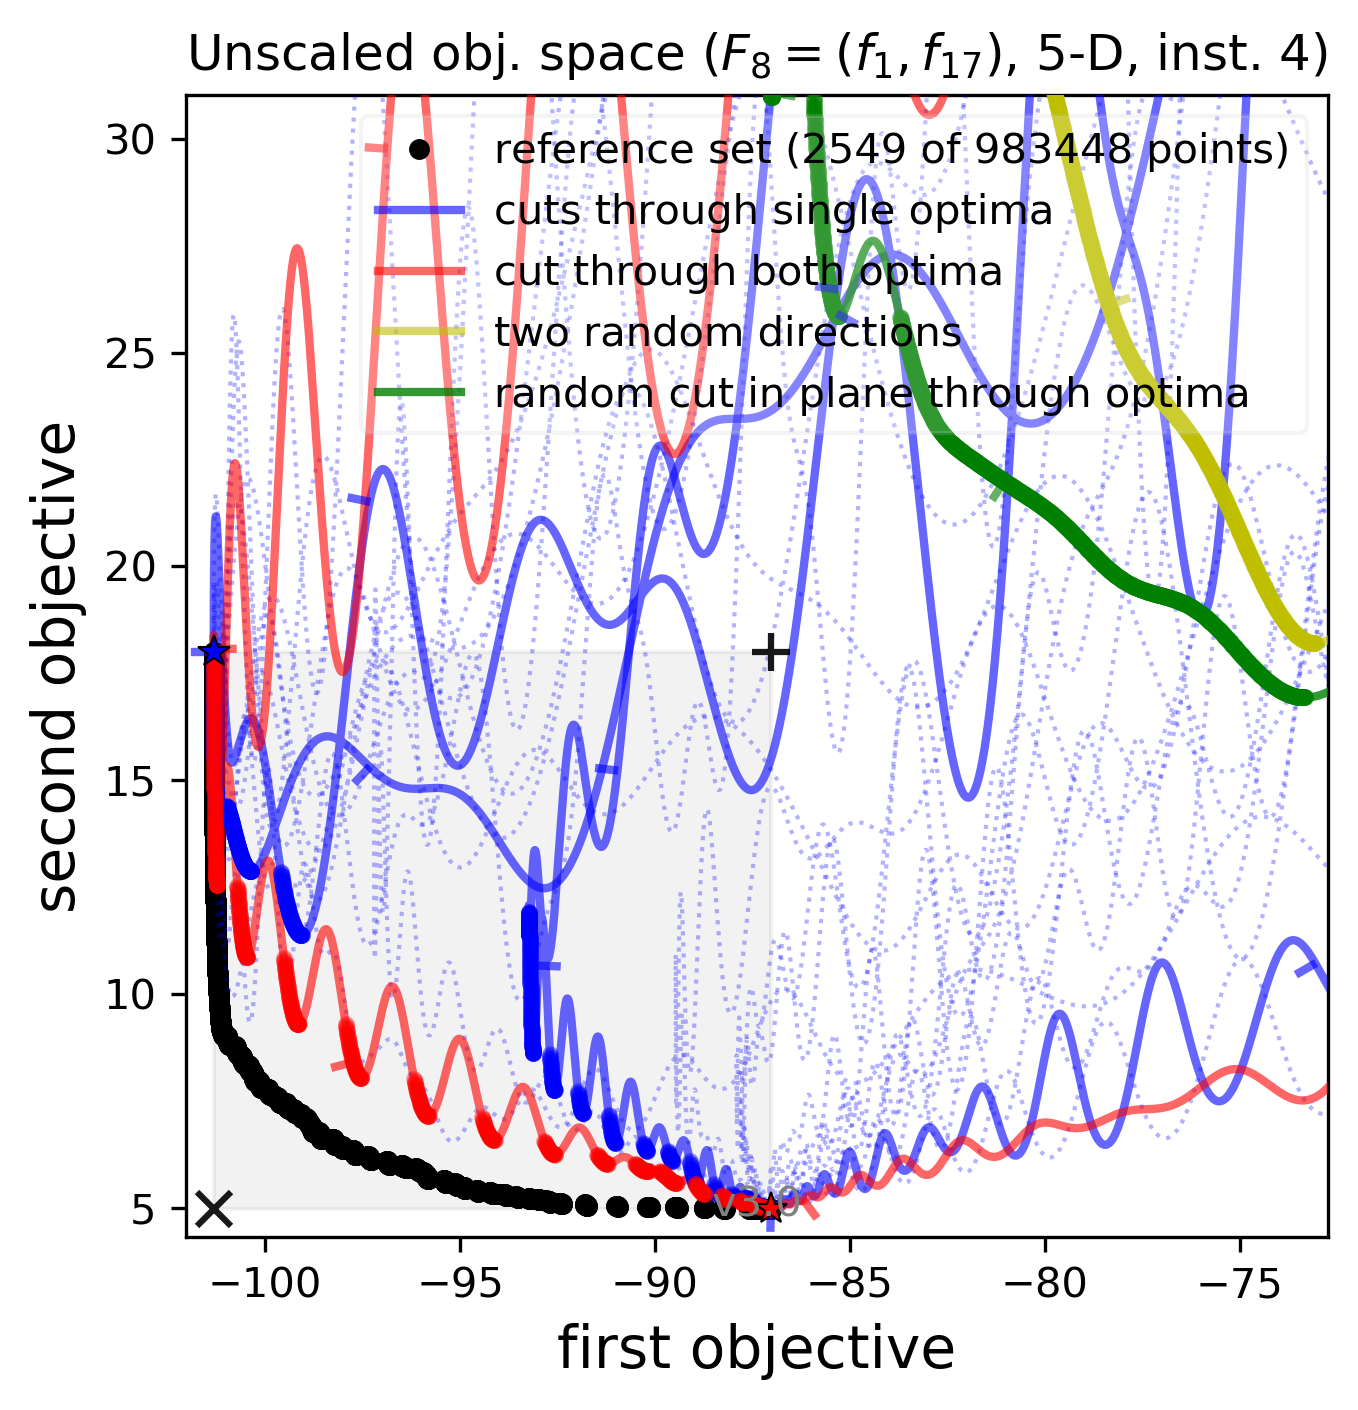 Unscaled obj. space (F₈ = (f₁, f₁₇), 5-D, inst. 4)
reference set (2549 of 983448 points)
cuts through single optima
cut through both optima
two random directions
random cut in plane through optima
second objective
30
25
20
15
10
5
v3.0
−100
−95
−90
−85
−80
−75
first objective